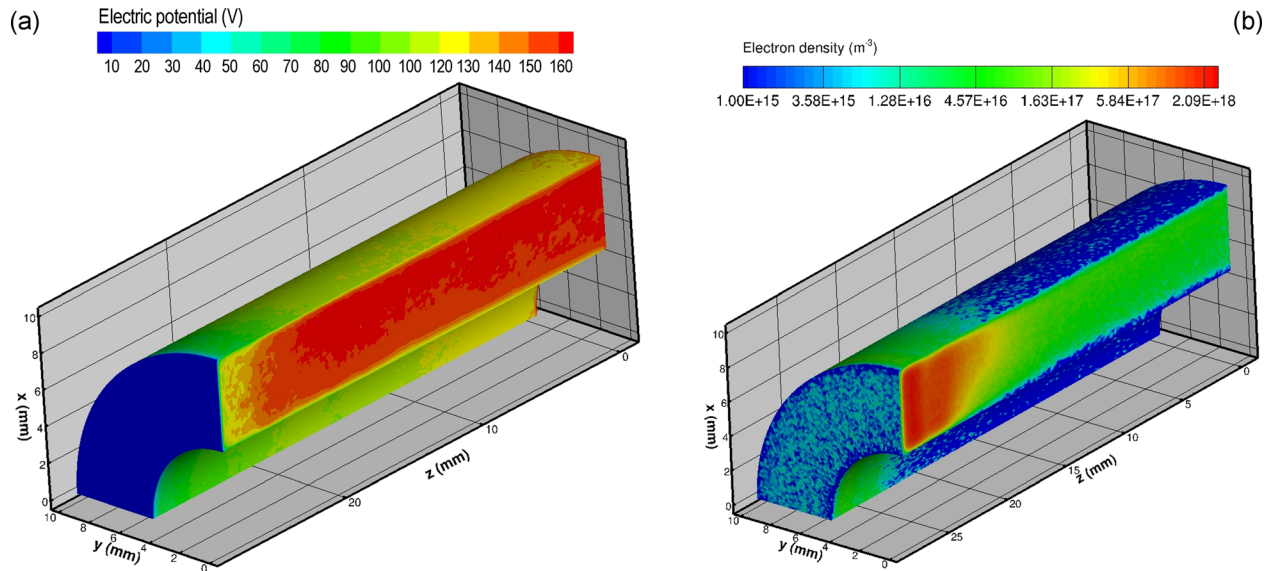 (a)
Electric potential (V)
10 20 30 40 50 60 70 80 90 100 120 130 140 150 160
10
8
6
4
2
0
x (mm)
10 8 6 4 2 0
y (mm)
20
10
0
z (mm)
(b)
Electron density (m⁻³)
1.00E+15 3.58E+15 1.28E+16 4.57E+16 1.63E+17 5.84E+17 2.09E+18
10
8
6
4
2
0
x (mm)
10 8 6 4 2 0
y (mm)
25
20
15
10
5
0
z (mm)